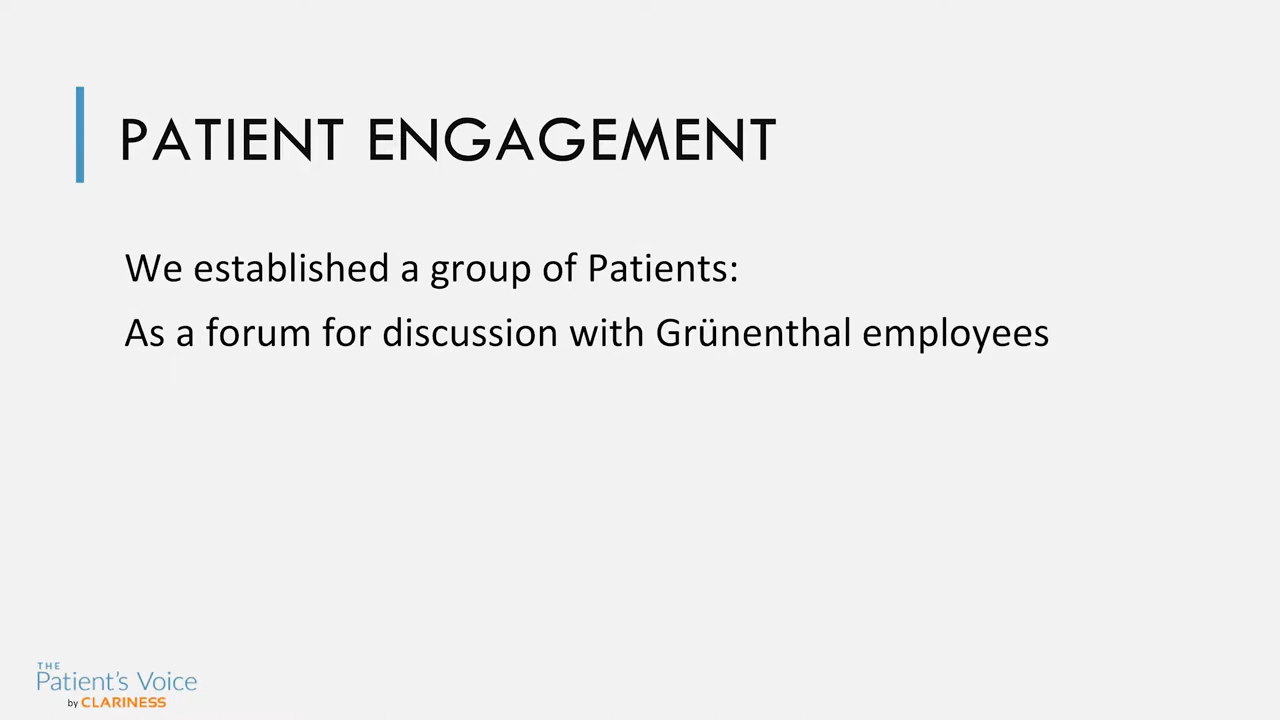 PATIENT ENGAGEMENT
We established a group of Patients:
As a forum for discussion with Grünenthal employees
THE
Patient's Voice
by CLARINESS